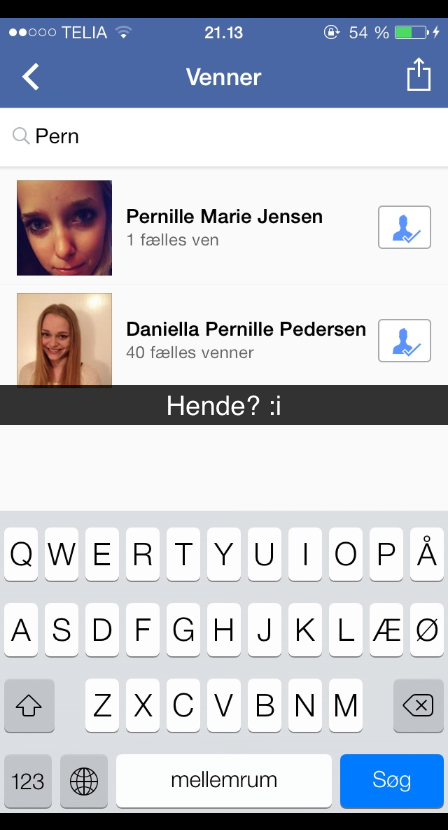 TELIA 21.13 54 %
Venner
Pern
Pernille Marie Jensen
1 fælles ven
Daniella Pernille Pedersen
40 fælles venner
Hende? :i
Q W E R T Y U I O P Å
A S D F G H J K L Æ Ø
Z X C V B N M
123 mellemrum Søg